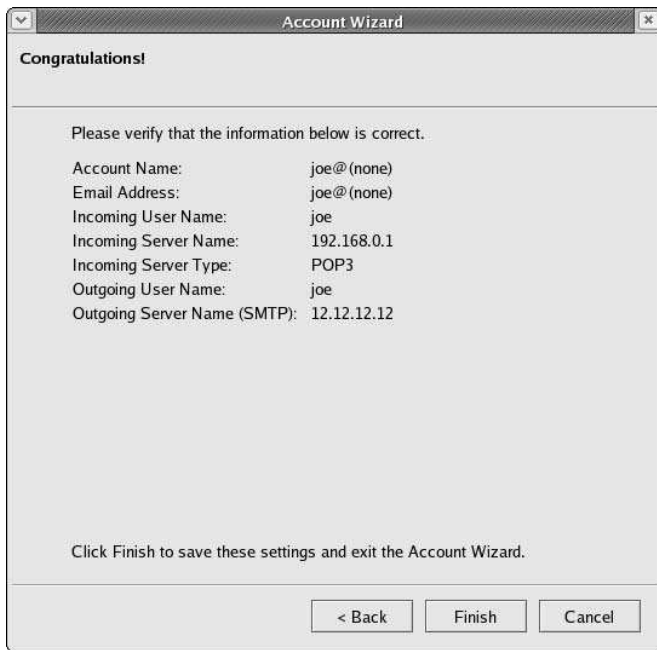 Account Wizard
Congratulations!
Please verify that the information below is correct.
Account Name: joe@(none)
Email Address: joe@(none)
Incoming User Name: joe
Incoming Server Name: 192.168.0.1
Incoming Server Type: POP3
Outgoing User Name: joe
Outgoing Server Name (SMTP): 12.12.12.12
Click Finish to save these settings and exit the Account Wizard.
< Back Finish Cancel